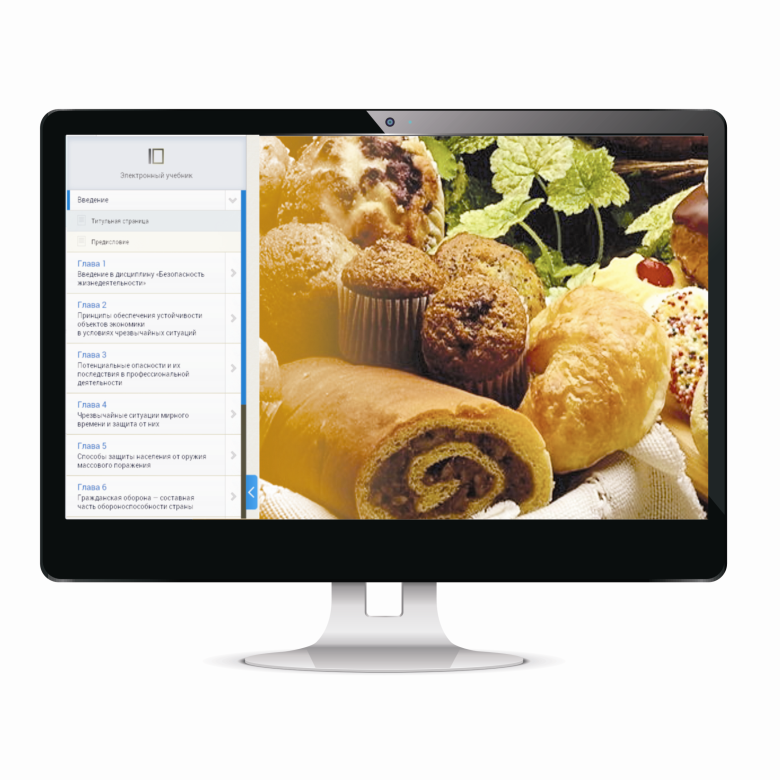 Электронный учебник
Введение
Титульная страница
Предисловие
Глава 1
Введение в дисциплину «Безопасность
жизнедеятельности»
Глава 2
Принципы обеспечения устойчивости
объектов экономики
в условиях чрезвычайных ситуаций
Глава 3
Потенциальные опасности и их
последствия в профессиональной
деятельности
Глава 4
Чрезвычайные ситуации мирного
времени и защита от них
Глава 5
Способы защиты населения от оружия
массового поражения
Глава 6
Гражданская оборона — составная
часть обороноспособности страны